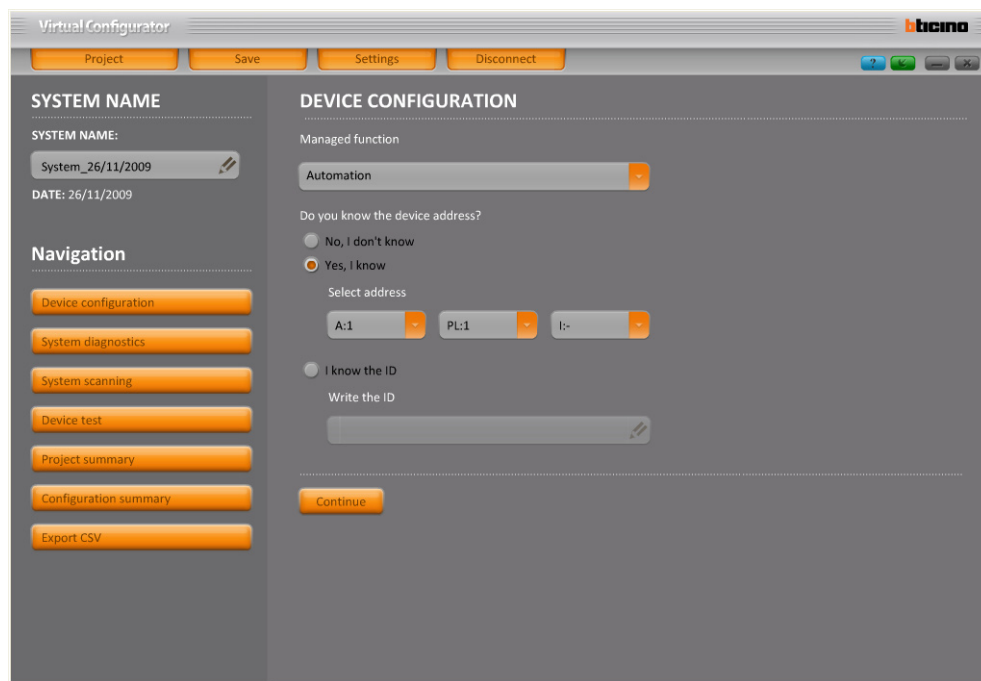 Virtual Configurator
bticino
Project Save Settings Disconnect
?
SYSTEM NAME
SYSTEM NAME:
System_26/11/2009
DATE: 26/11/2009
Navigation
Device configuration
System diagnostics
System scanning
Device test
Project summary
Configuration summary
Export CSV
DEVICE CONFIGURATION
Managed function
Automation
Do you know the device address?
No, I don't know
Yes, I know
Select address
A:1 PL:1 I:-
I know the ID
Write the ID
Continue